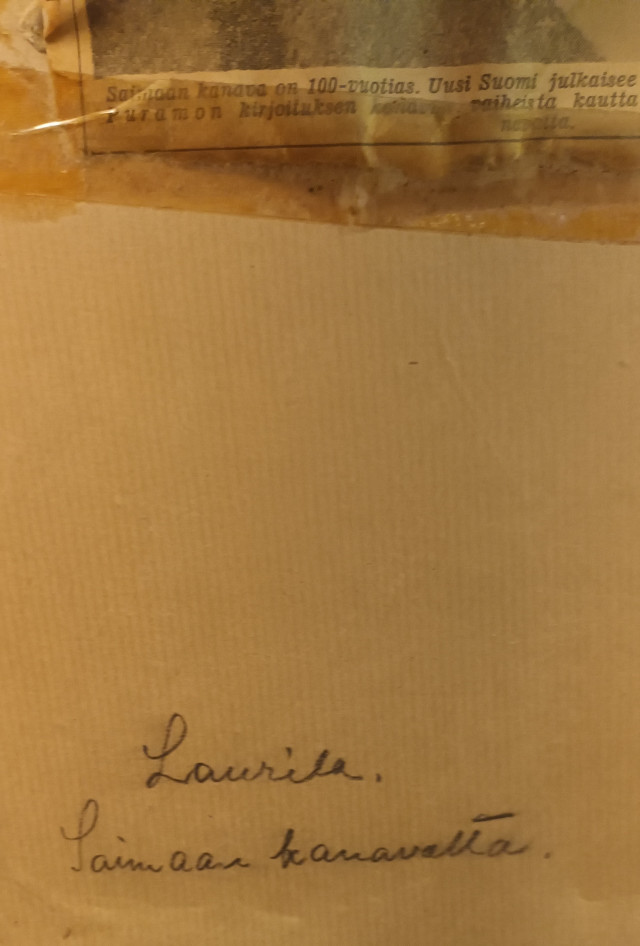 Saimaan kanava on 100-vuotias. Uusi Suomi julkaisee
Puramon kirjoituksen vaiheista kautta
Laurila.
Saimaan kanavalta.